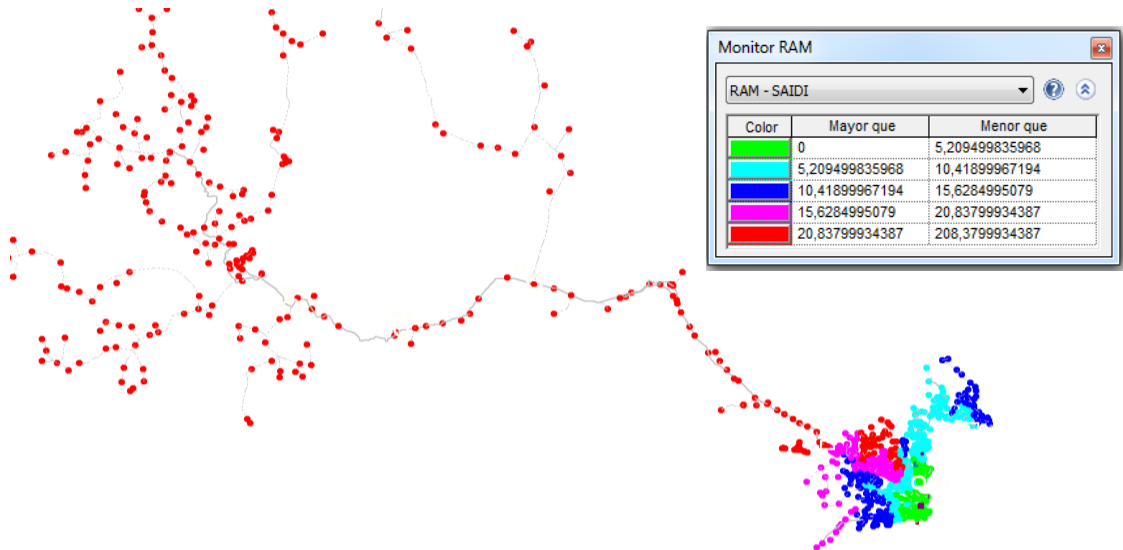 Monitor RAM
RAM - SAIDI
Color Mayor que Menor que
0 5,209499835968
5,209499835968 10,41899967194
10,41899967194 15,6284995079
15,6284995079 20,83799934387
20,83799934387 208,3799934387